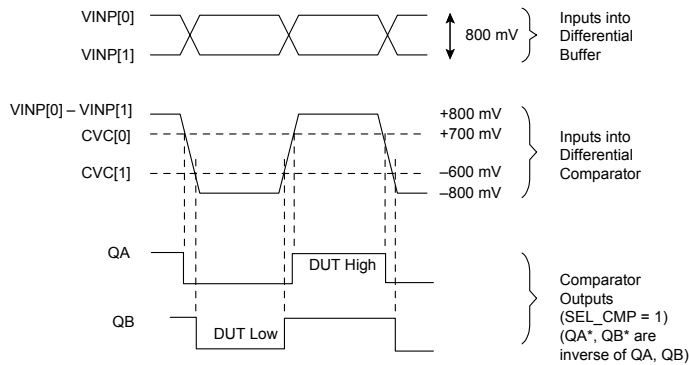 VINP[0]
VINP[1]
800 mV
Inputs into
Differential
Buffer
VINP[0] – VINP[1]
CVC[0]
CVC[1]
+800 mV
+700 mV
–600 mV
–800 mV
Inputs into
Differential
Comparator
QA
DUT High
QB
DUT Low
Comparator
Outputs
(SEL_CMP = 1)
(QA*, QB* are
inverse of QA, QB)